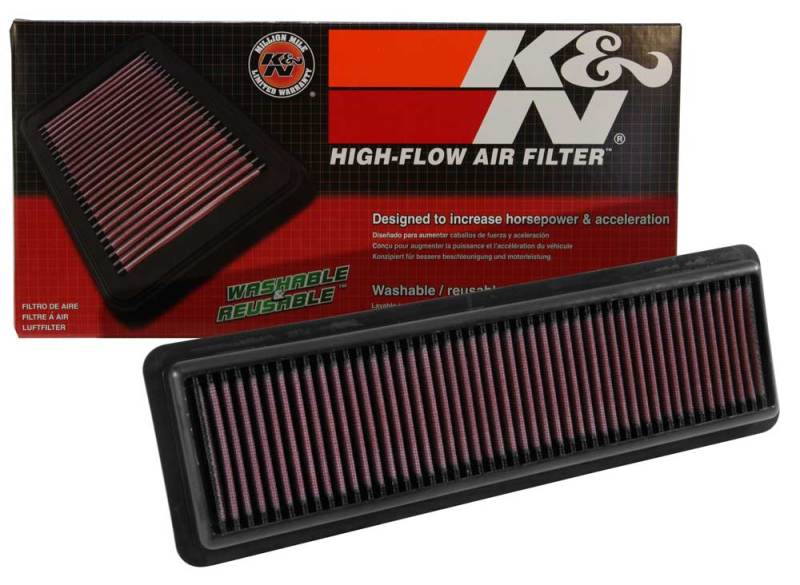 MILLION MILE
K&N
LIMITED WARRANTY
K&N®
HIGH-FLOW AIR FILTER™
Designed to increase horsepower & acceleration
Diseñado para aumentar caballos de fuerza y aceleración
Conçu pour augmenter la puissance et l'accélération du véhicule
Konzipiert für bessere beschleunigung und motorleistung
WASHABLE
&
REUSABLE™
Washable / reusab
Lavable
FILTRO DE AIRE
FILTRE À AIR
LUFTFILTER